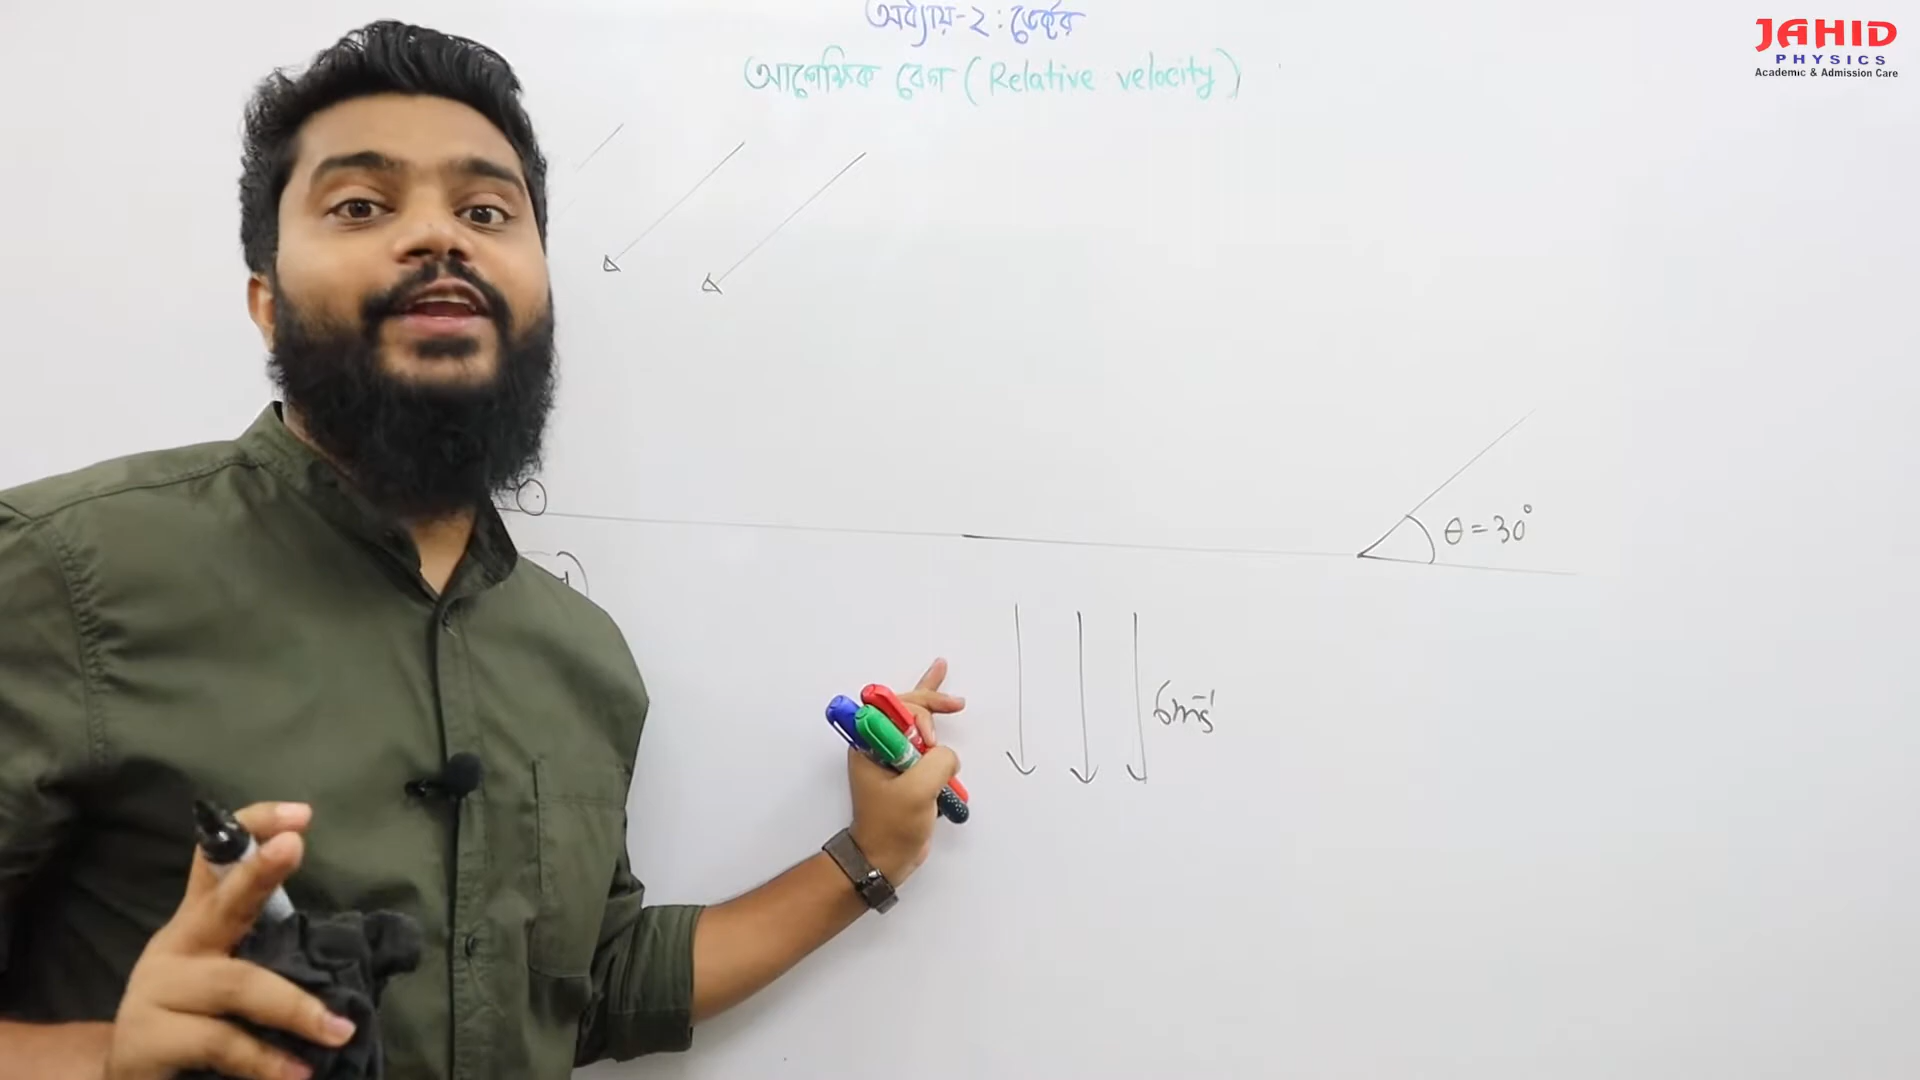 অধ্যায়-২ : ভেক্টর
আপেক্ষিক বেগ (Relative velocity)
JAHID
PHYSICS
Academic & Admission Care
θ = 30°
6ms⁻¹